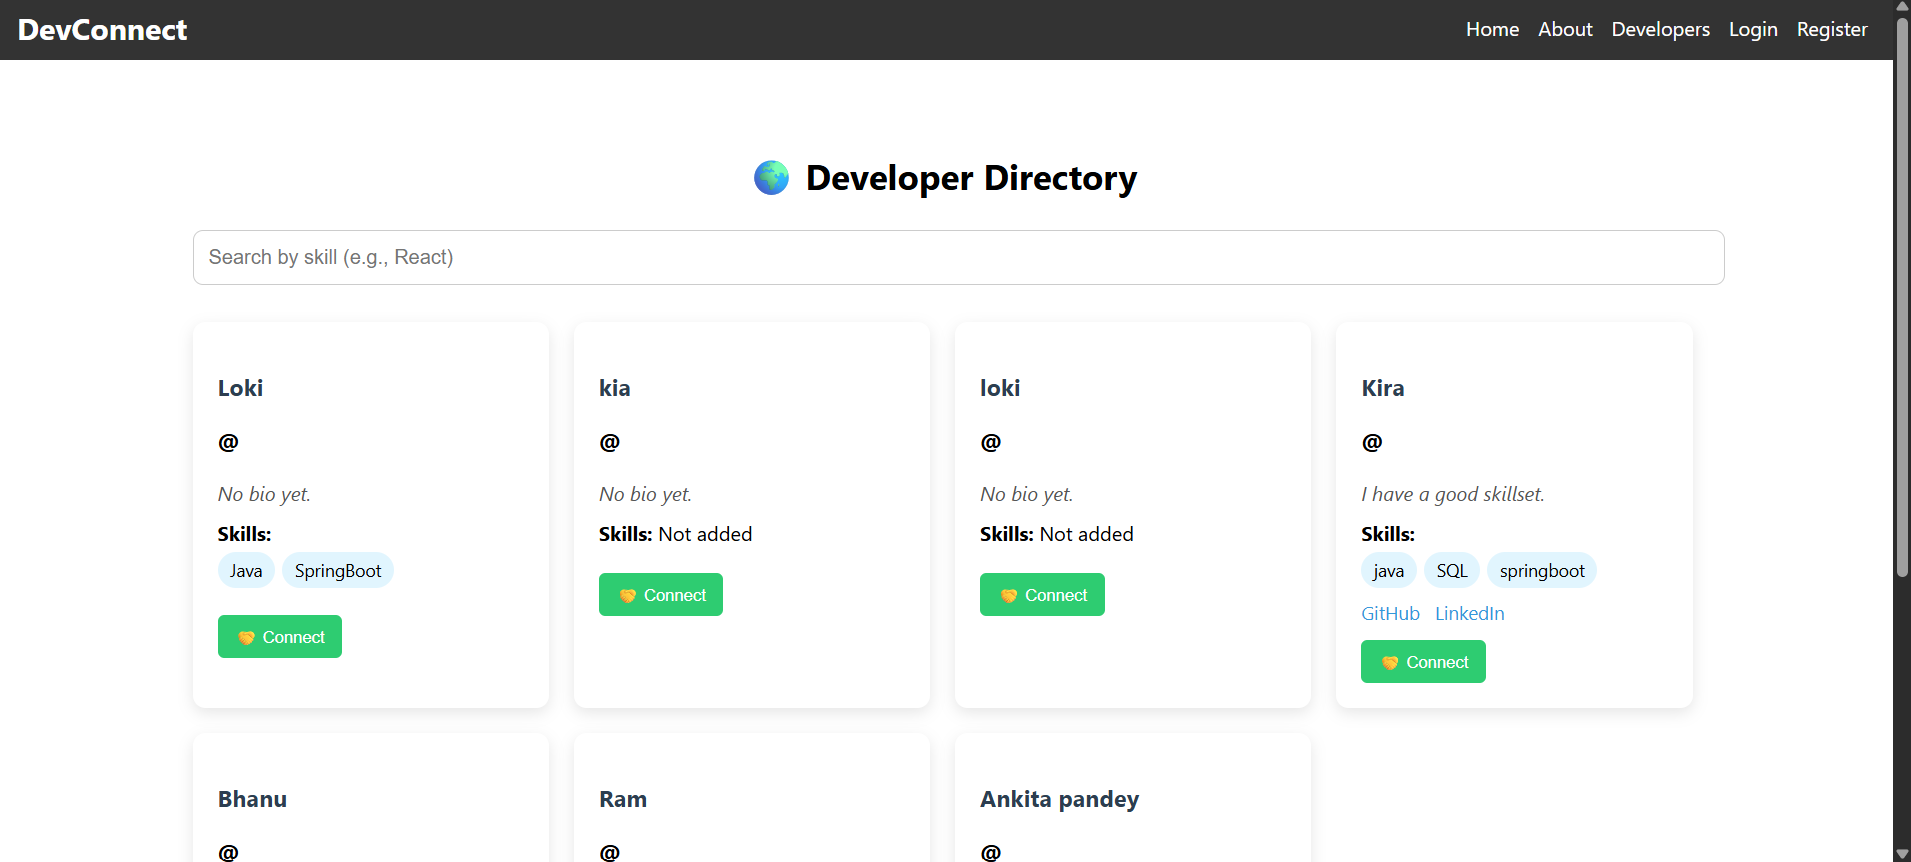 DevConnect
Home About Developers Login Register
Developer Directory
Search by skill (e.g., React)
Loki
@
No bio yet.
Skills:
Java SpringBoot
Connect
kia
@
No bio yet.
Skills: Not added
Connect
loki
@
No bio yet.
Skills: Not added
Connect
Kira
@
I have a good skillset.
Skills:
java SQL springboot
GitHub LinkedIn
Connect
Bhanu
@
Ram
@
Ankita pandey
@